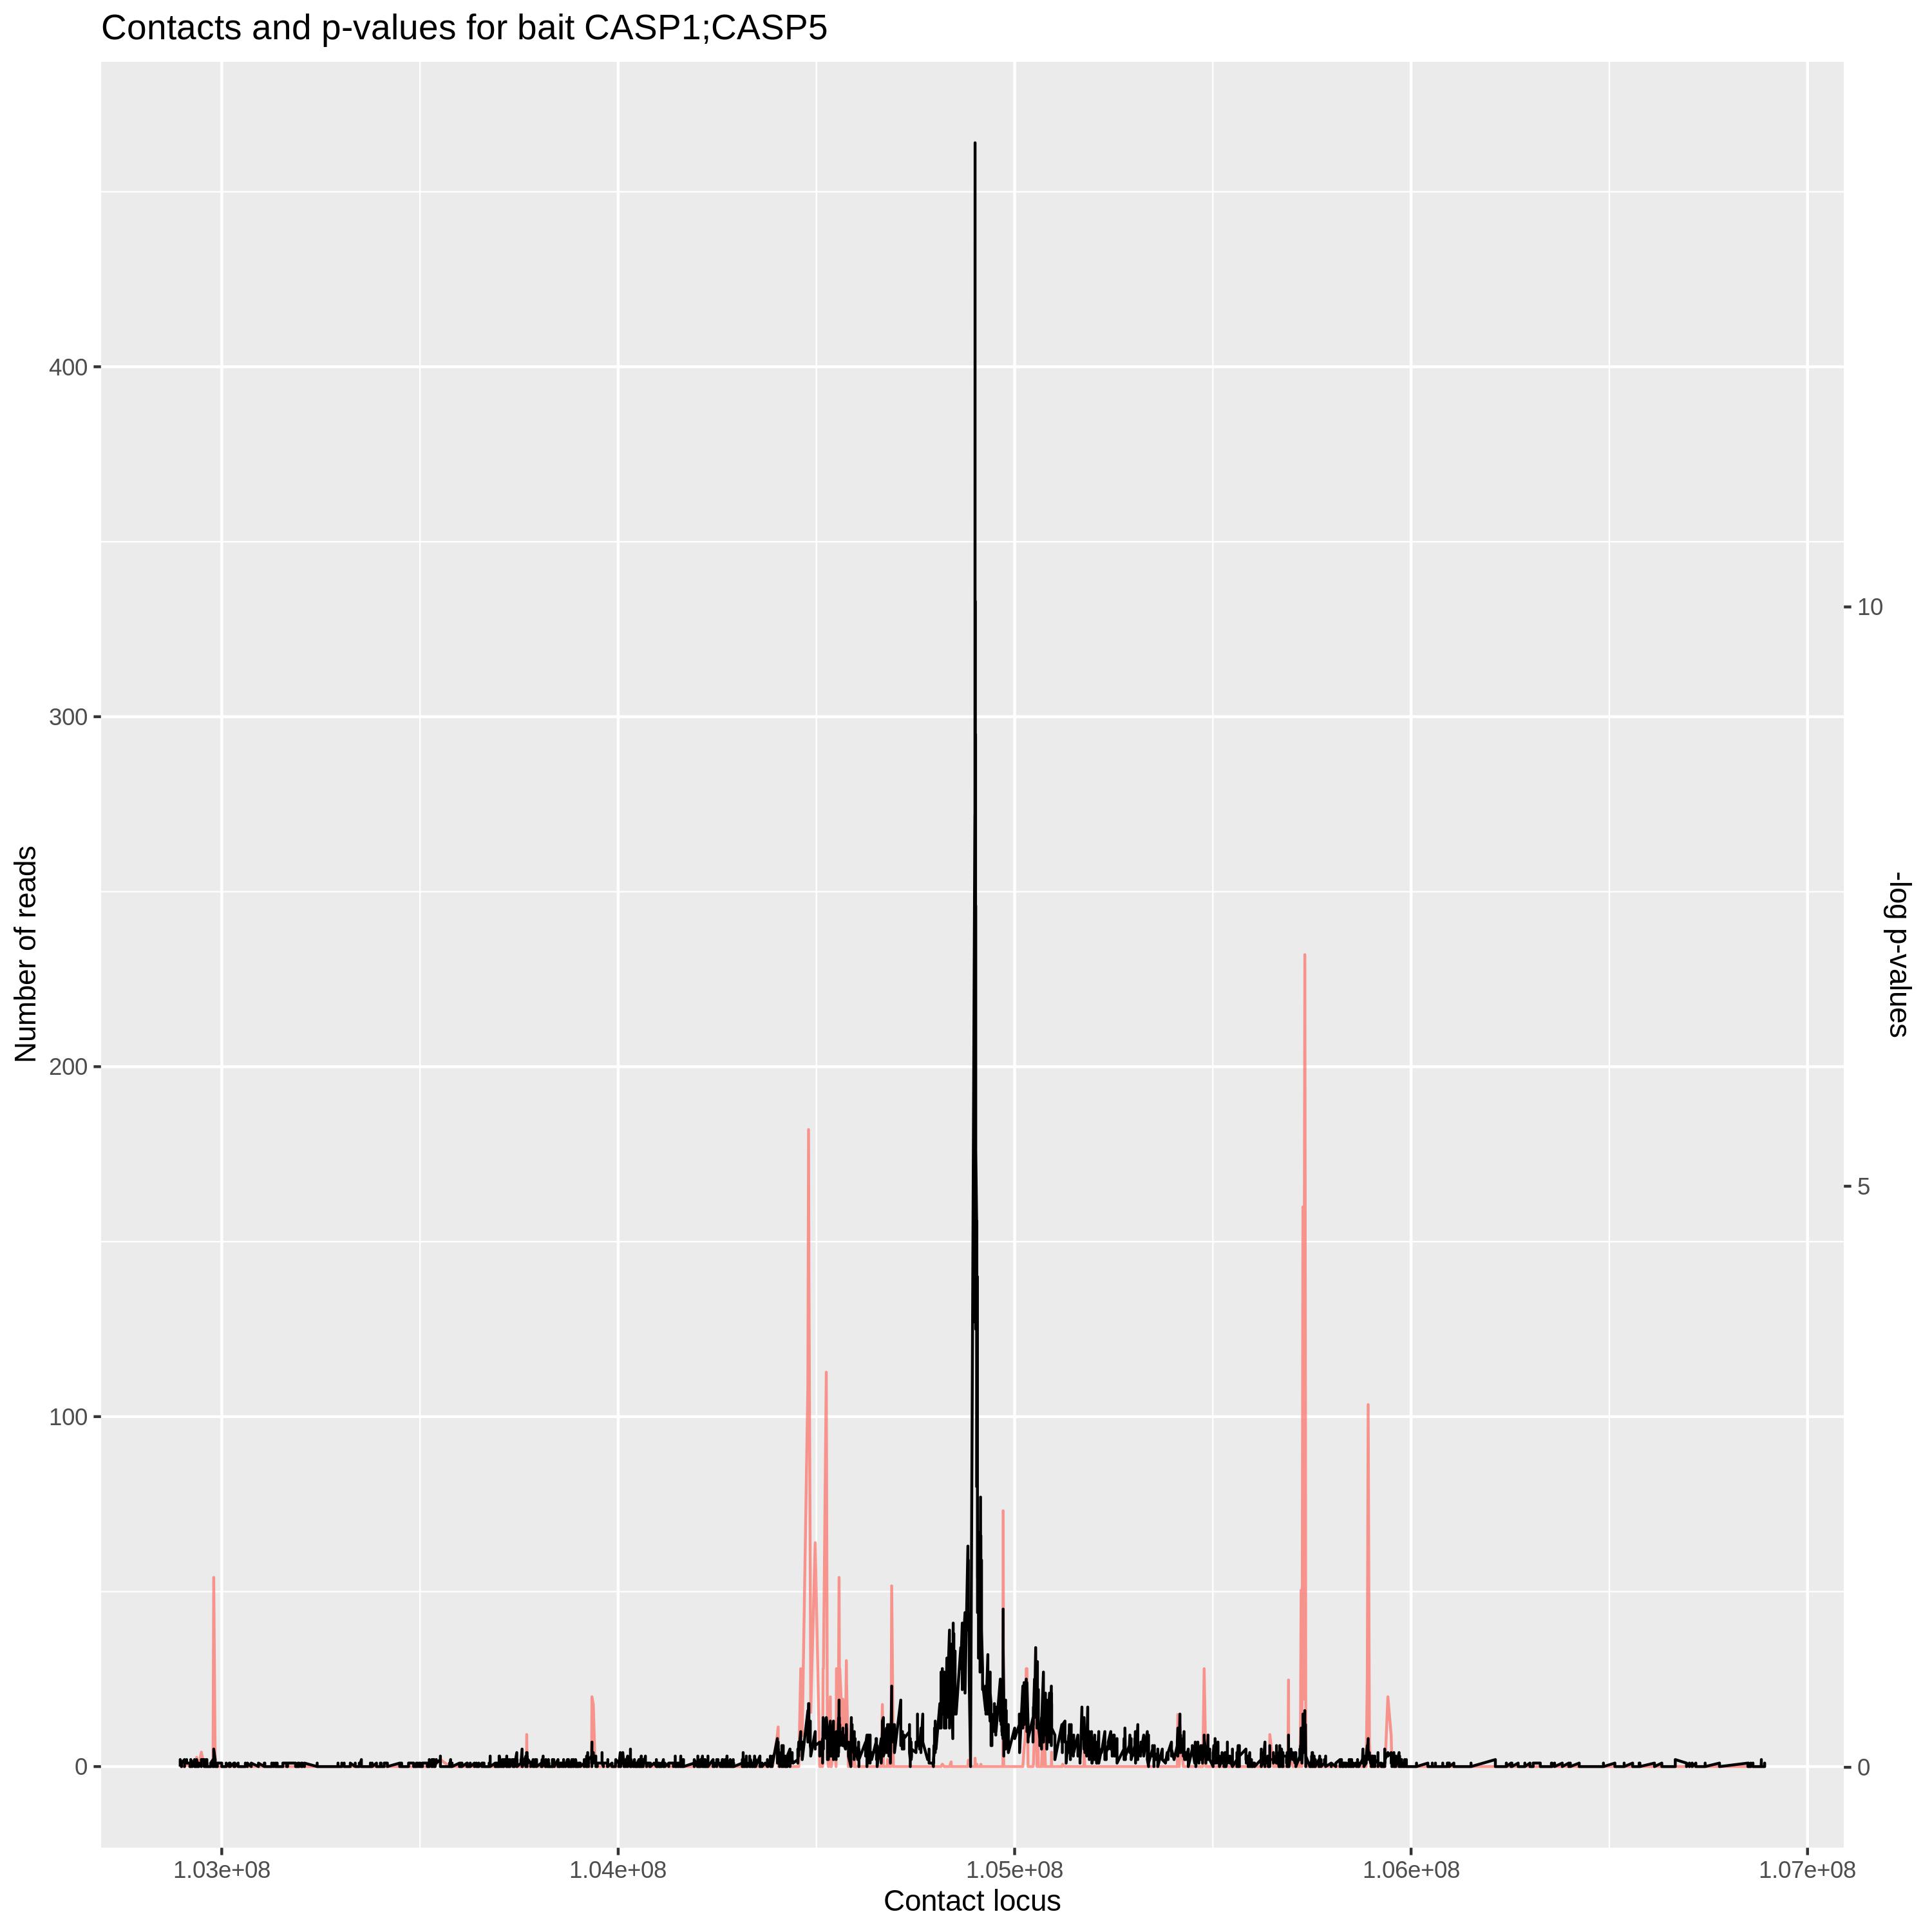 Contacts and p-values for bait CASP1;CASP5
400
300
200
100
0
Number of reads
10
5
0
-log p-values
1.03e+08
1.04e+08
1.05e+08
1.06e+08
1.07e+08
Contact locus